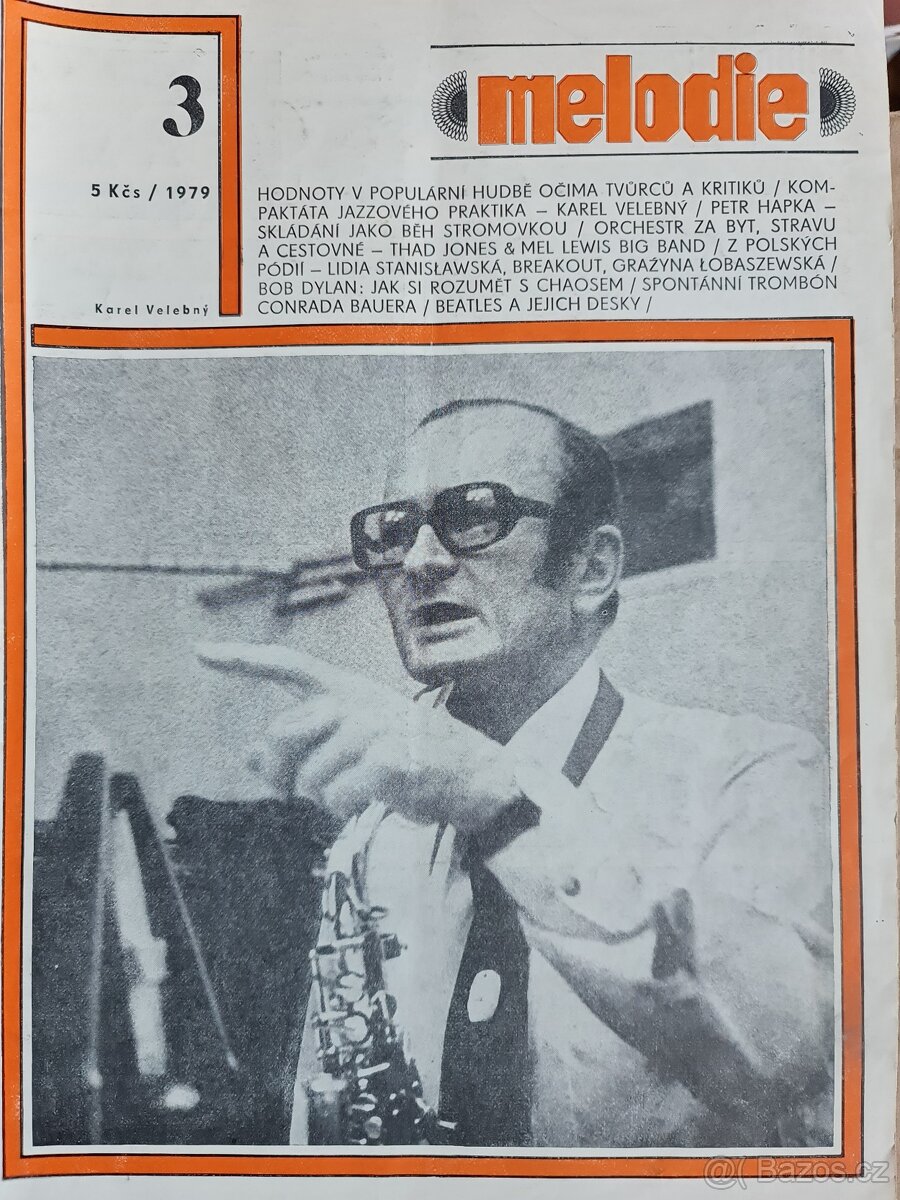 3
melodie
5 Kčs / 1979
HODNOTY V POPULÁRNÍ HUDBĚ OČIMA TVŮRCŮ A KRITIKŮ / KOM-
PAKTÁTA JAZZOVÉHO PRAKTIKA – KAREL VELEBNÝ / PETR HAPKA –
SKLÁDÁNÍ JAKO BĚH STROMOVKOU / ORCHESTR ZA BYT, STRAVU
A CESTOVNÉ – THAD JONES & MEL LEWIS BIG BAND / Z POLSKÝCH
PÓDIÍ – LIDIA STANISŁAWSKÁ, BREAKOUT, GRAŻYNA ŁOBASZEWSKÁ /
BOB DYLAN: JAK SI ROZUMĚT S CHAOSEM / SPONTÁNNÍ TROMBÓN
CONRADA BAUERA / BEATLES A JEJICH DESKY /
Karel Velebný
@( Bazoš.cz